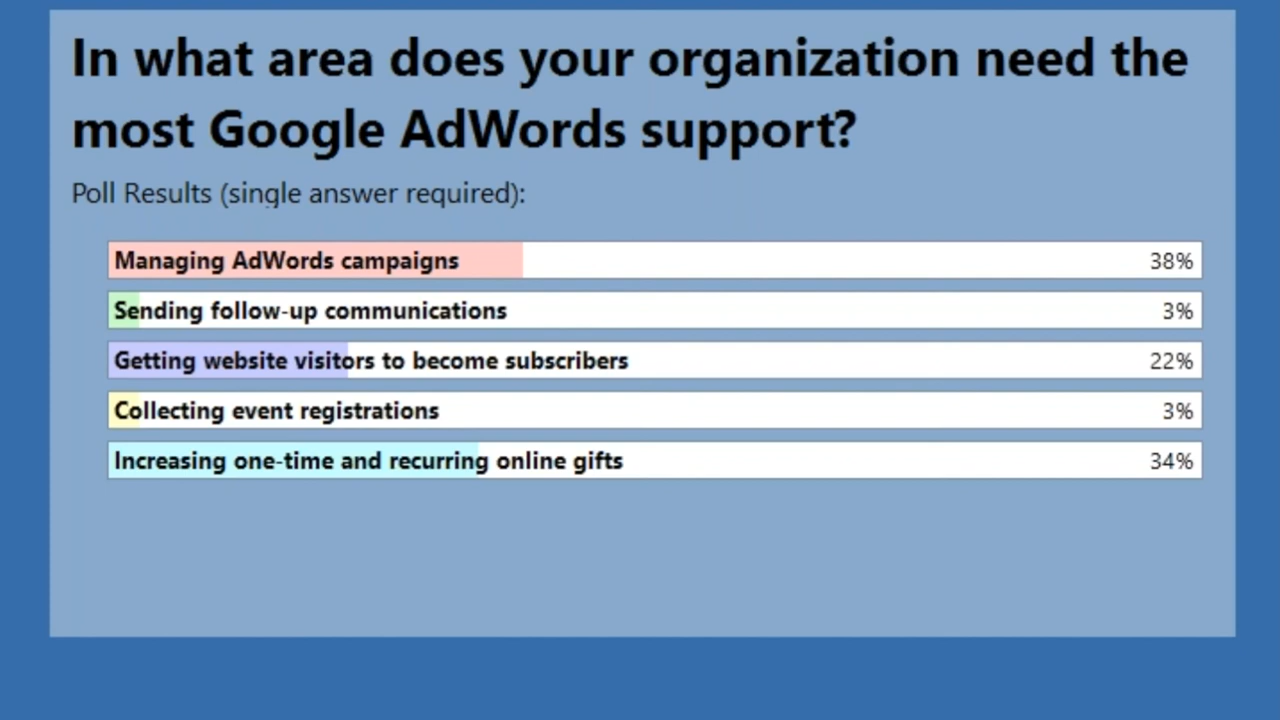 In what area does your organization need the
most Google AdWords support?
Poll Results (single answer required):
Managing AdWords campaigns 38%
Sending follow-up communications 3%
Getting website visitors to become subscribers 22%
Collecting event registrations 3%
Increasing one-time and recurring online gifts 34%